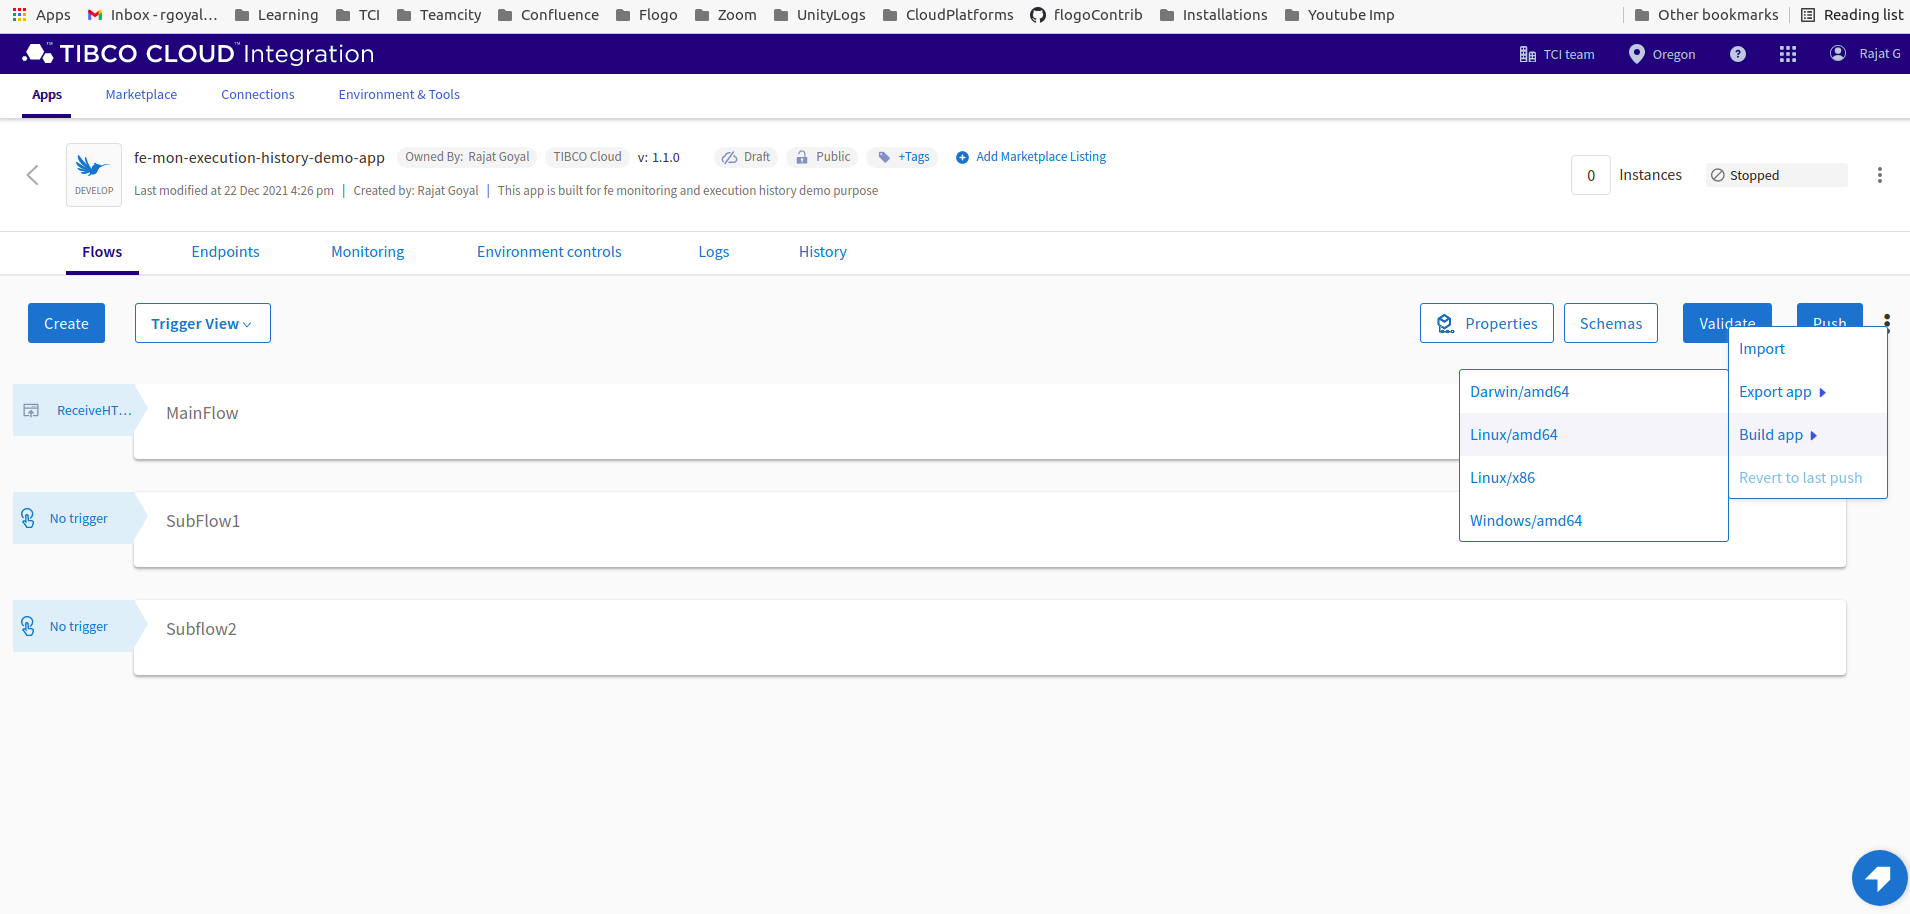 Apps Inbox - rgoyal... Learning TCI Teamcity Confluence Flogo Zoom UnityLogs CloudPlatforms flogoContrib Installations Youtube Imp Other bookmarks Reading list
TIBCO CLOUD™ Integration TCI team Oregon ? Rajat G
Apps Marketplace Connections Environment & Tools
DEVELOP
fe-mon-execution-history-demo-app Owned By: Rajat Goyal TIBCO Cloud v: 1.1.0 Draft Public +Tags Add Marketplace Listing
Last modified at 22 Dec 2021 4:26 pm | Created by: Rajat Goyal | This app is built for fe monitoring and execution history demo purpose
0 Instances Stopped
Flows Endpoints Monitoring Environment controls Logs History
Create Trigger View Properties Schemas Validate Push
Import
Export app
Build app
Revert to last push
Darwin/amd64
Linux/amd64
Linux/x86
Windows/amd64
ReceiveHT... MainFlow
No trigger SubFlow1
No trigger Subflow2